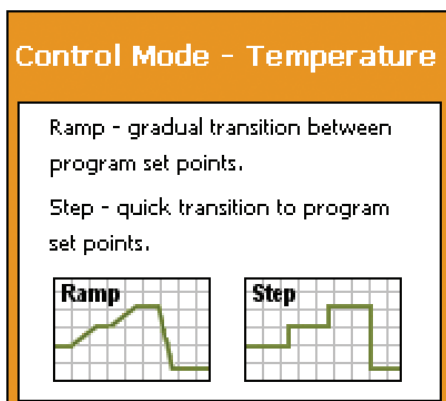 Control Mode - Temperature
Ramp - gradual transition between
program set points.
Step - quick transition to program
set points.
Ramp
Step